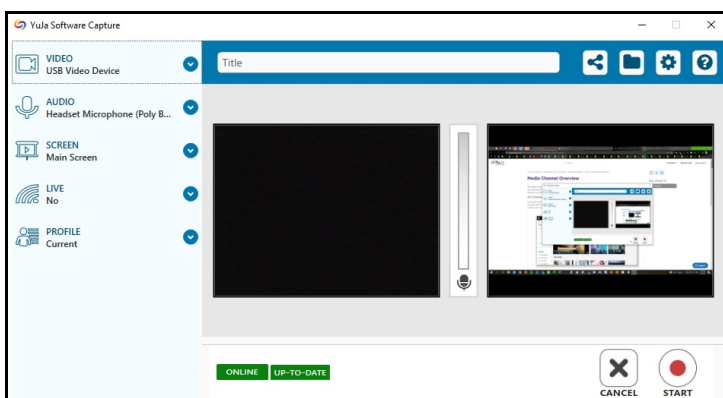 YuJa Software Capture
VIDEO
USB Video Device
AUDIO
Headset Microphone (Poly B...
SCREEN
Main Screen
LIVE
No
PROFILE
Current
Title
Media Channel Overview
ONLINE
UP-TO-DATE
CANCEL
START